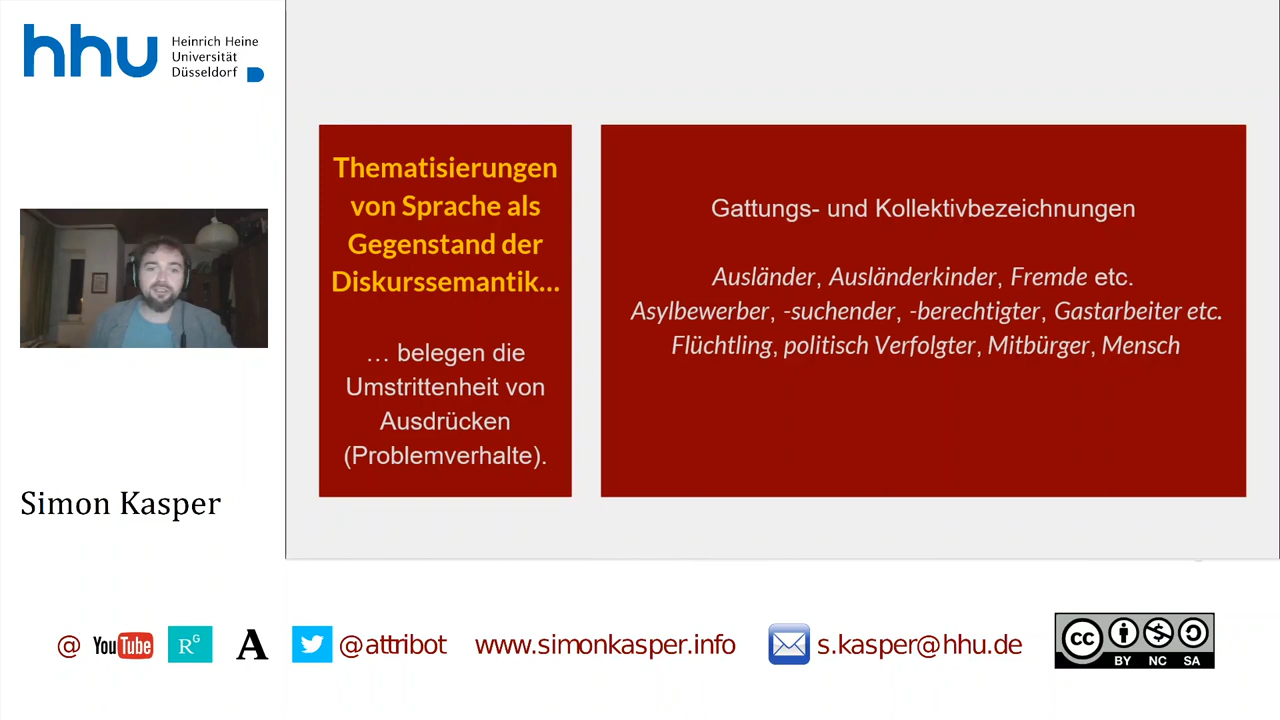 hhu Heinrich Heine
Universität
Düsseldorf
Thematisierungen
von Sprache als
Gegenstand der
Diskurssemantik...
... belegen die
Umstrittenheit von
Ausdrücken
(Problemverhalte).
Gattungs- und Kollektivbezeichnungen
Ausländer, Ausländerkinder, Fremde etc.
Asylbewerber, -suchender, -berechtigter, Gastarbeiter etc.
Flüchtling, politisch Verfolgter, Mitbürger, Mensch
Simon Kasper
@ YouTube RG A @attribot www.simonkasper.info s.kasper@hhu.de
cc BY NC SA